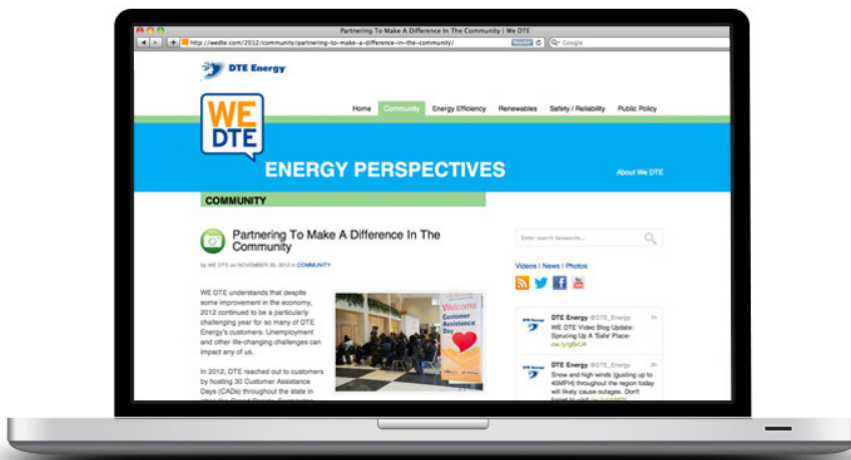 Partnering To Make A Difference In The Community | We DTE
http://wedte.com/2012/community/partnering-to-make-a-difference-in-the-community/
Reader
Google
DTE Energy
WE
DTE
Home Community Energy Efficiency Renewables Safety / Reliability Public Policy
ENERGY PERSPECTIVES
About We DTE
COMMUNITY
Partnering To Make A Difference In The
Community
by WE DTE on NOVEMBER 30, 2012 in COMMUNITY
WE DTE understands that despite
some improvement in the economy,
2012 continued to be a particularly
challenging year for so many of DTE
Energy's customers. Unemployment
and other life-changing challenges can
impact any of us.
In 2012, DTE reached out to customers
by hosting 30 Customer Assistance
Days (CADs) throughout the state in
Welcome
Customer
Assistance
Day
Enter search keywords...
Videos | News | Photos
You
DTE Energy @DTE_Energy
WE DTE Video Blog Update:
Sprucing Up A 'Safe' Place-
DTE Energy @DTE_Energy
Snow and high winds (gusting up to
45MPH) throughout the region today
will likely cause outages. Don't